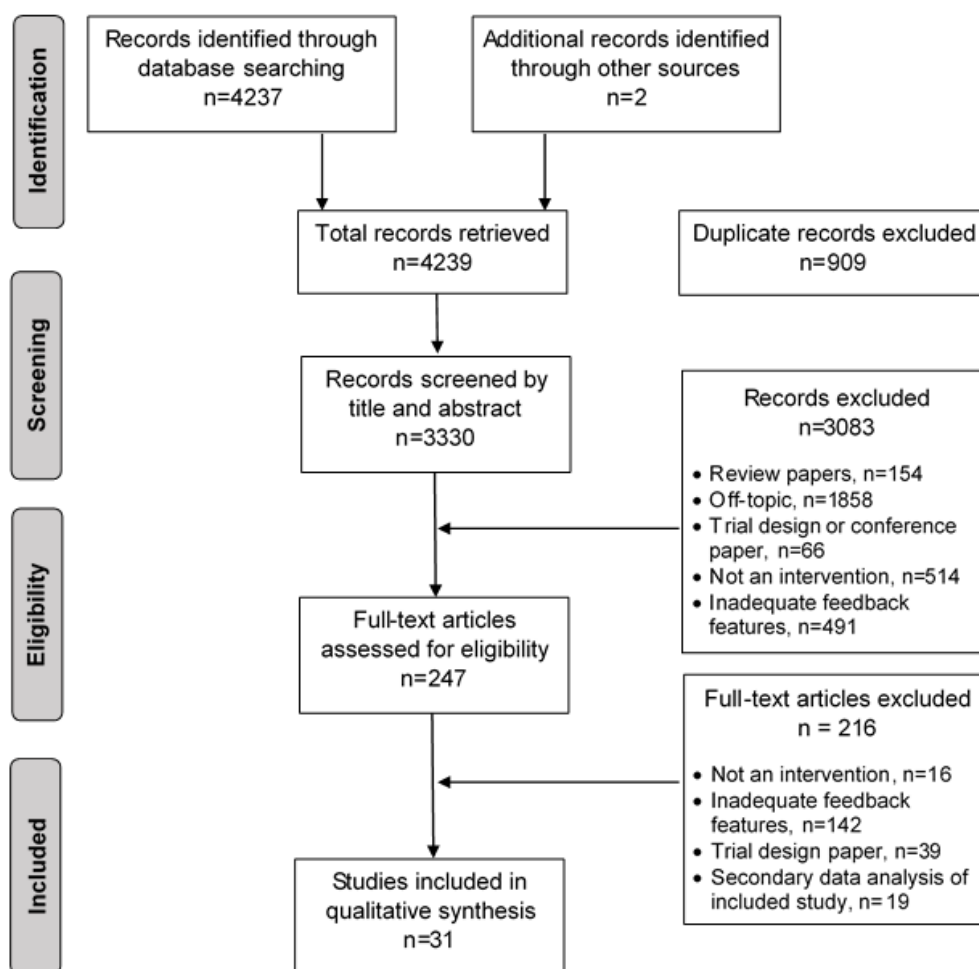 Identification
Records identified through
database searching
n=4237
Additional records identified
through other sources
n=2
Total records retrieved
n=4239
Duplicate records excluded
n=909
Screening
Records screened by
title and abstract
n=3330
Records excluded
n=3083
• Review papers, n=154
• Off-topic, n=1858
• Trial design or conference
paper, n=66
• Not an intervention, n=514
• Inadequate feedback
features, n=491
Eligibility
Full-text articles
assessed for eligibility
n=247
Full-text articles excluded
n = 216
• Not an intervention, n=16
• Inadequate feedback
features, n=142
• Trial design paper, n=39
• Secondary data analysis of
included study, n=19
Included
Studies included in
qualitative synthesis
n=31